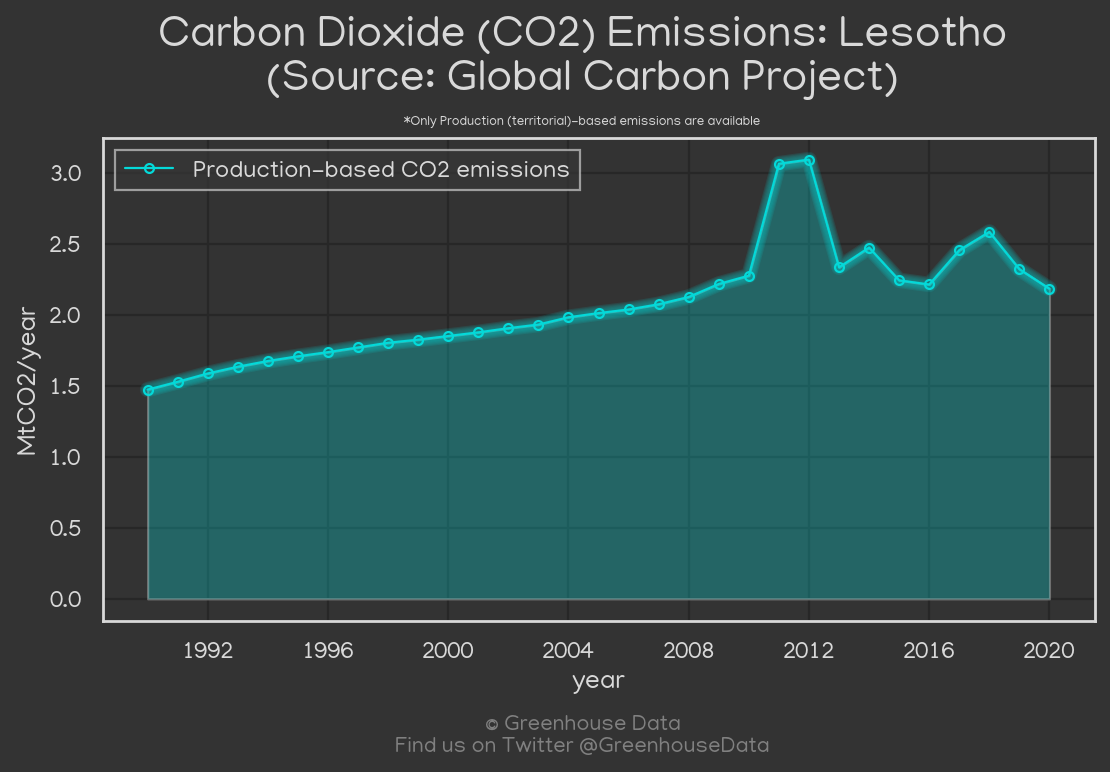 Carbon Dioxide (CO2) Emissions: Lesotho
(Source: Global Carbon Project)
*Only Production (territorial)-based emissions are available
Production-based CO2 emissions
3.0
2.5
2.0
1.5
1.0
0.5
0.0
MtCO2/year
1992 1996 2000 2004 2008 2012 2016 2020
year
© Greenhouse Data
Find us on Twitter @GreenhouseData